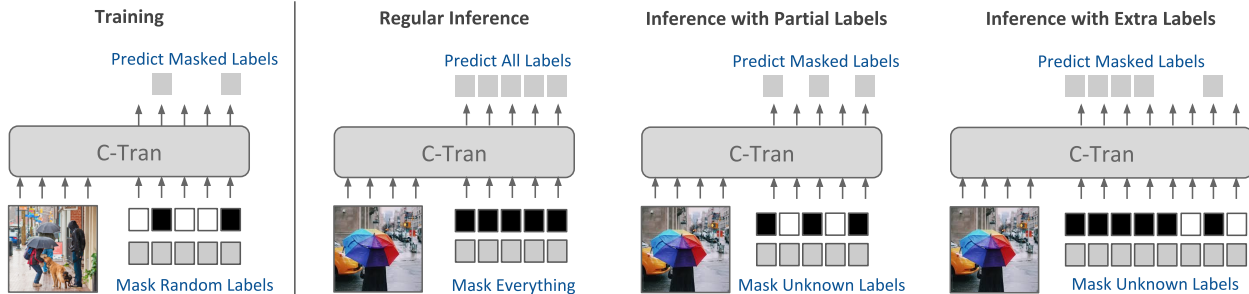 Training
Regular Inference
Inference with Partial Labels
Inference with Extra Labels
Predict Masked Labels
Predict All Labels
Predict Masked Labels
Predict Masked Labels
C-Tran
C-Tran
C-Tran
C-Tran
Mask Random Labels
Mask Everything
Mask Unknown Labels
Mask Unknown Labels